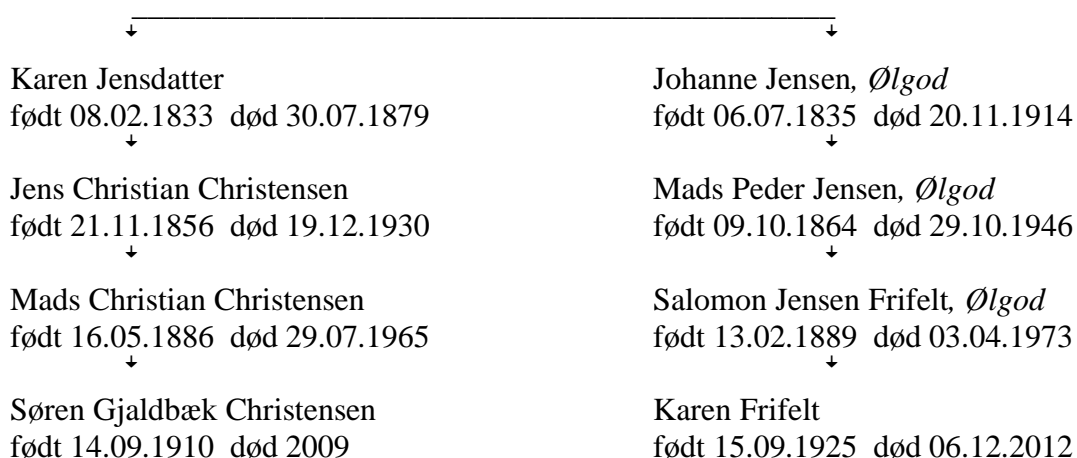 Karen Jensdatter
født 08.02.1833 død 30.07.1879
Jens Christian Christensen
født 21.11.1856 død 19.12.1930
Mads Christian Christensen
født 16.05.1886 død 29.07.1965
Søren Gjaldbæk Christensen
født 14.09.1910 død 2009
Johanne Jensen, Ølgod
født 06.07.1835 død 20.11.1914
Mads Peder Jensen, Ølgod
født 09.10.1864 død 29.10.1946
Salomon Jensen Frifelt, Ølgod
født 13.02.1889 død 03.04.1973
Karen Frifelt
født 15.09.1925 død 06.12.2012